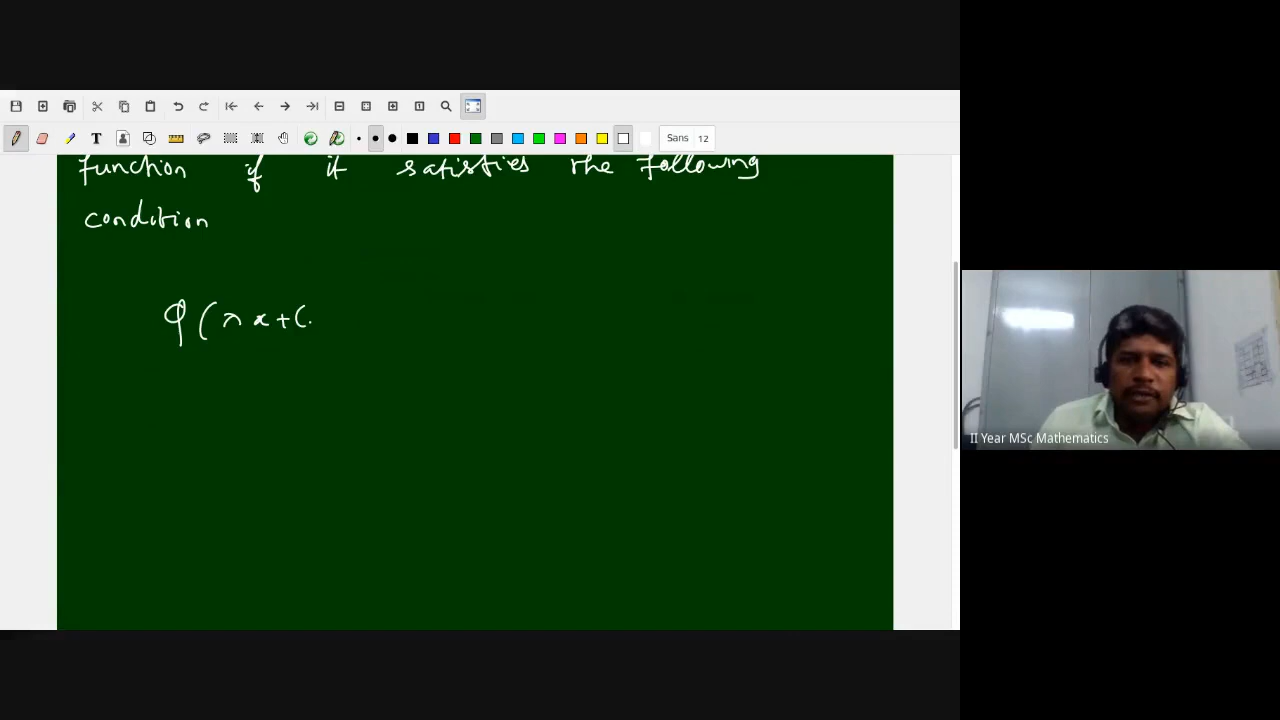 Sans 12
function if it satisfies the following
condition
φ(λx+(.
II Year MSc Mathematics